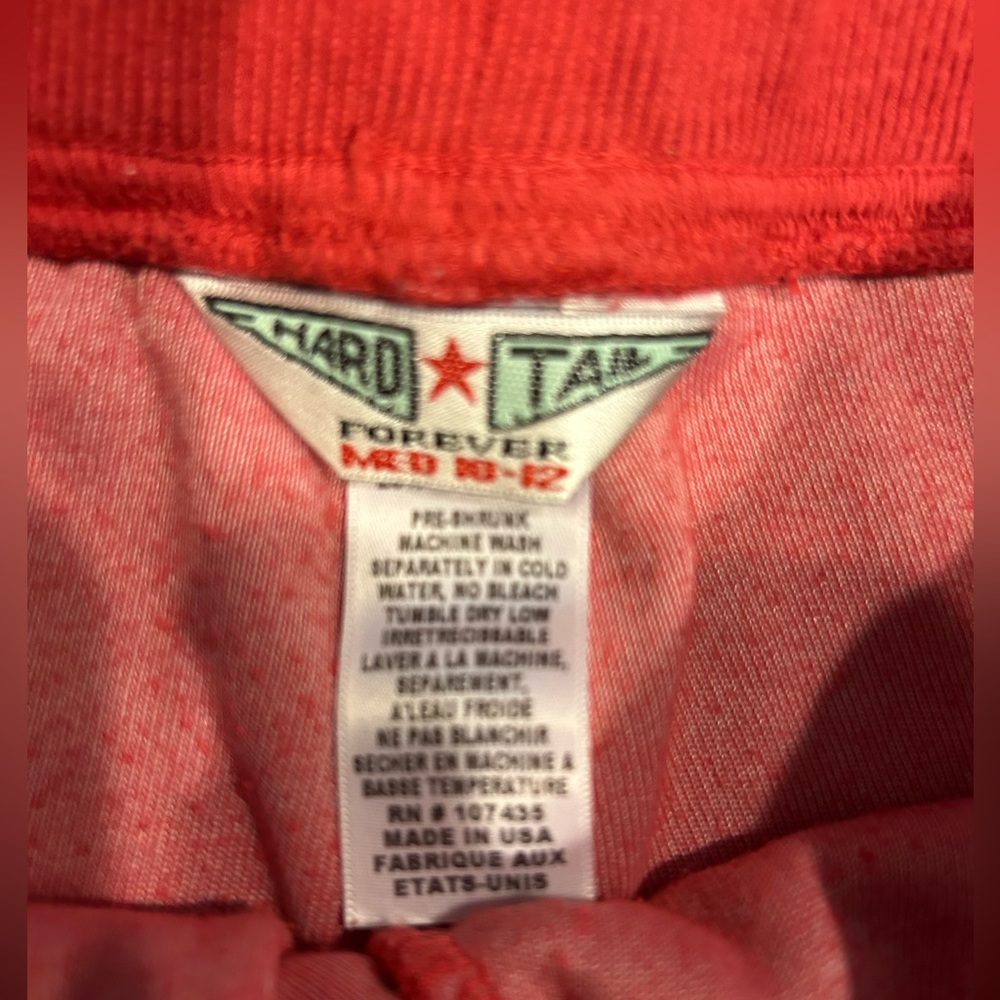 HARD ★ TAIL
FOREVER
MED 10-12
PRE-SHRUNK
MACHINE WASH
SEPARATELY IN COLD
WATER, NO BLEACH
TUMBLE DRY LOW
IRRETRECISSABLE
LAVER A LA MACHINE,
SEPAREMENT,
A'LEAU FROIDE
NE PAS BLANCHIR
SECHER EN MACHINE A
BASSE TEMPERATURE
RN # 107435
MADE IN USA
FABRIQUE AUX
ETATS-UNIS